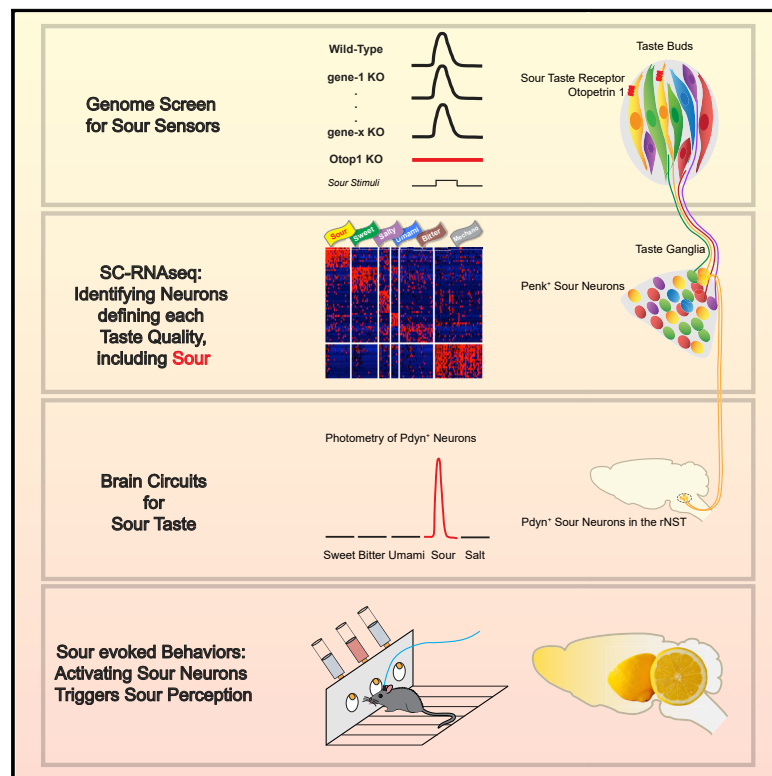 Genome Screen
for Sour Sensors
Wild-Type
gene-1 KO
.
.
.
gene-x KO
Otop1 KO
Sour Stimuli
Taste Buds
Sour Taste Receptor
Otopetrin 1
SC-RNAseq:
Identifying Neurons
defining each
Taste Quality,
including Sour
Sour Sweet Salty Umami Bitter Mechano
Taste Ganglia
Penk⁺ Sour Neurons
Brain Circuits
for
Sour Taste
Photometry of Pdyn⁺ Neurons
Sweet Bitter Umami Sour Salt
Pdyn⁺ Sour Neurons in the rNST
Sour evoked Behaviors:
Activating Sour Neurons
Triggers Sour Perception